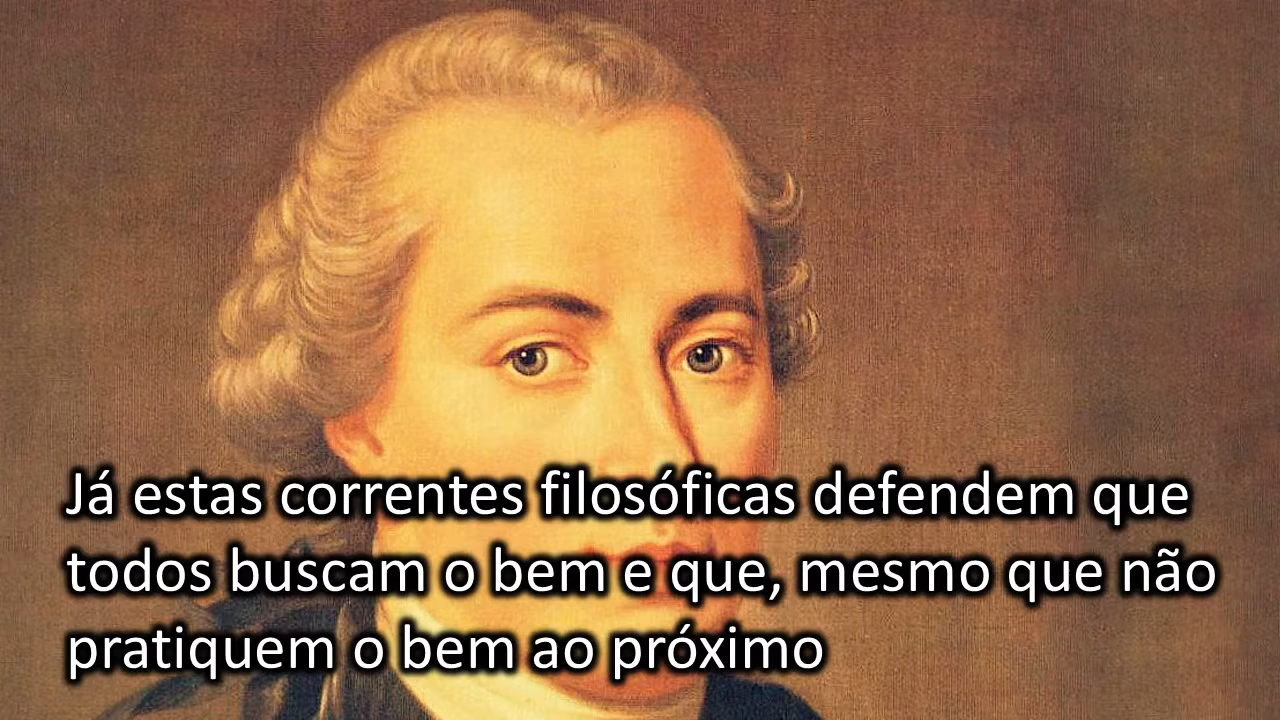 Já estas correntes filosóficas defendem que
todos buscam o bem e que, mesmo que não
pratiquem o bem ao próximo